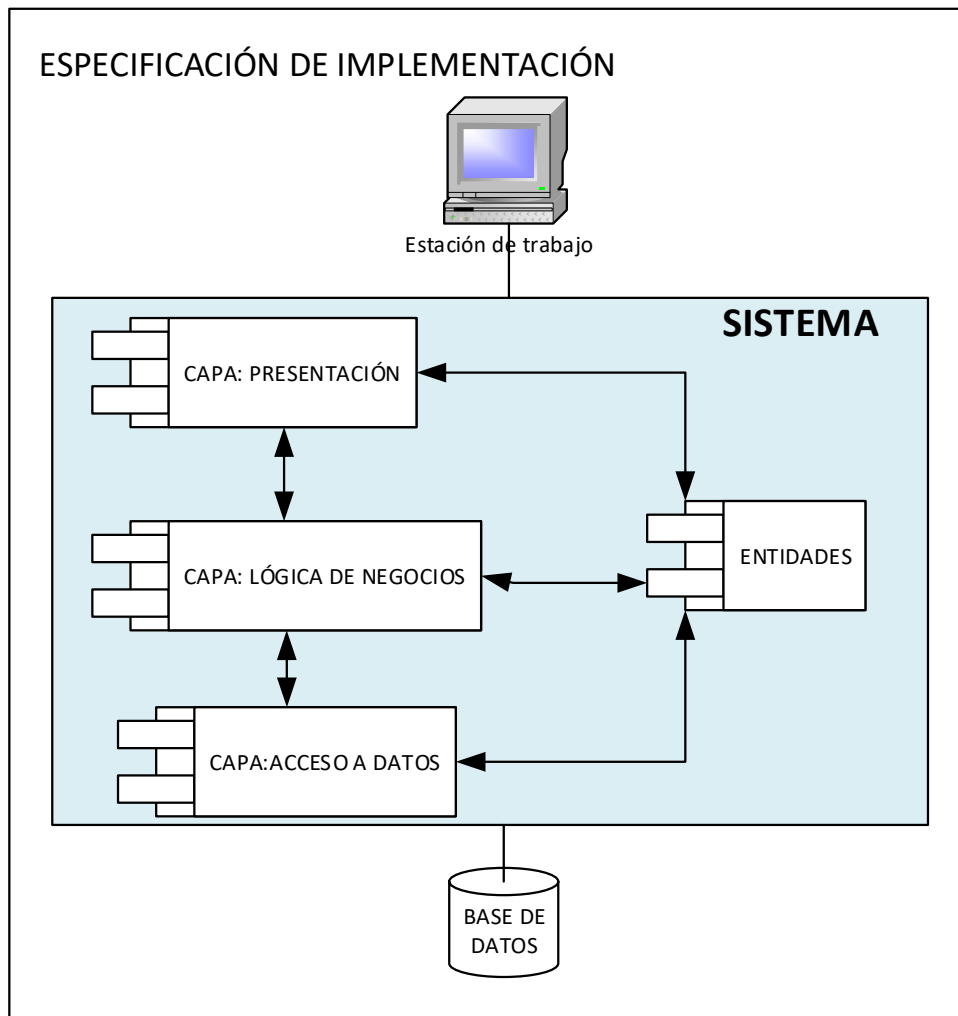 ESPECIFICACIÓN DE IMPLEMENTACIÓN
Estación de trabajo
SISTEMA
CAPA: PRESENTACIÓN
CAPA: LÓGICA DE NEGOCIOS
ENTIDADES
CAPA:ACCESO A DATOS
BASE DE
DATOS